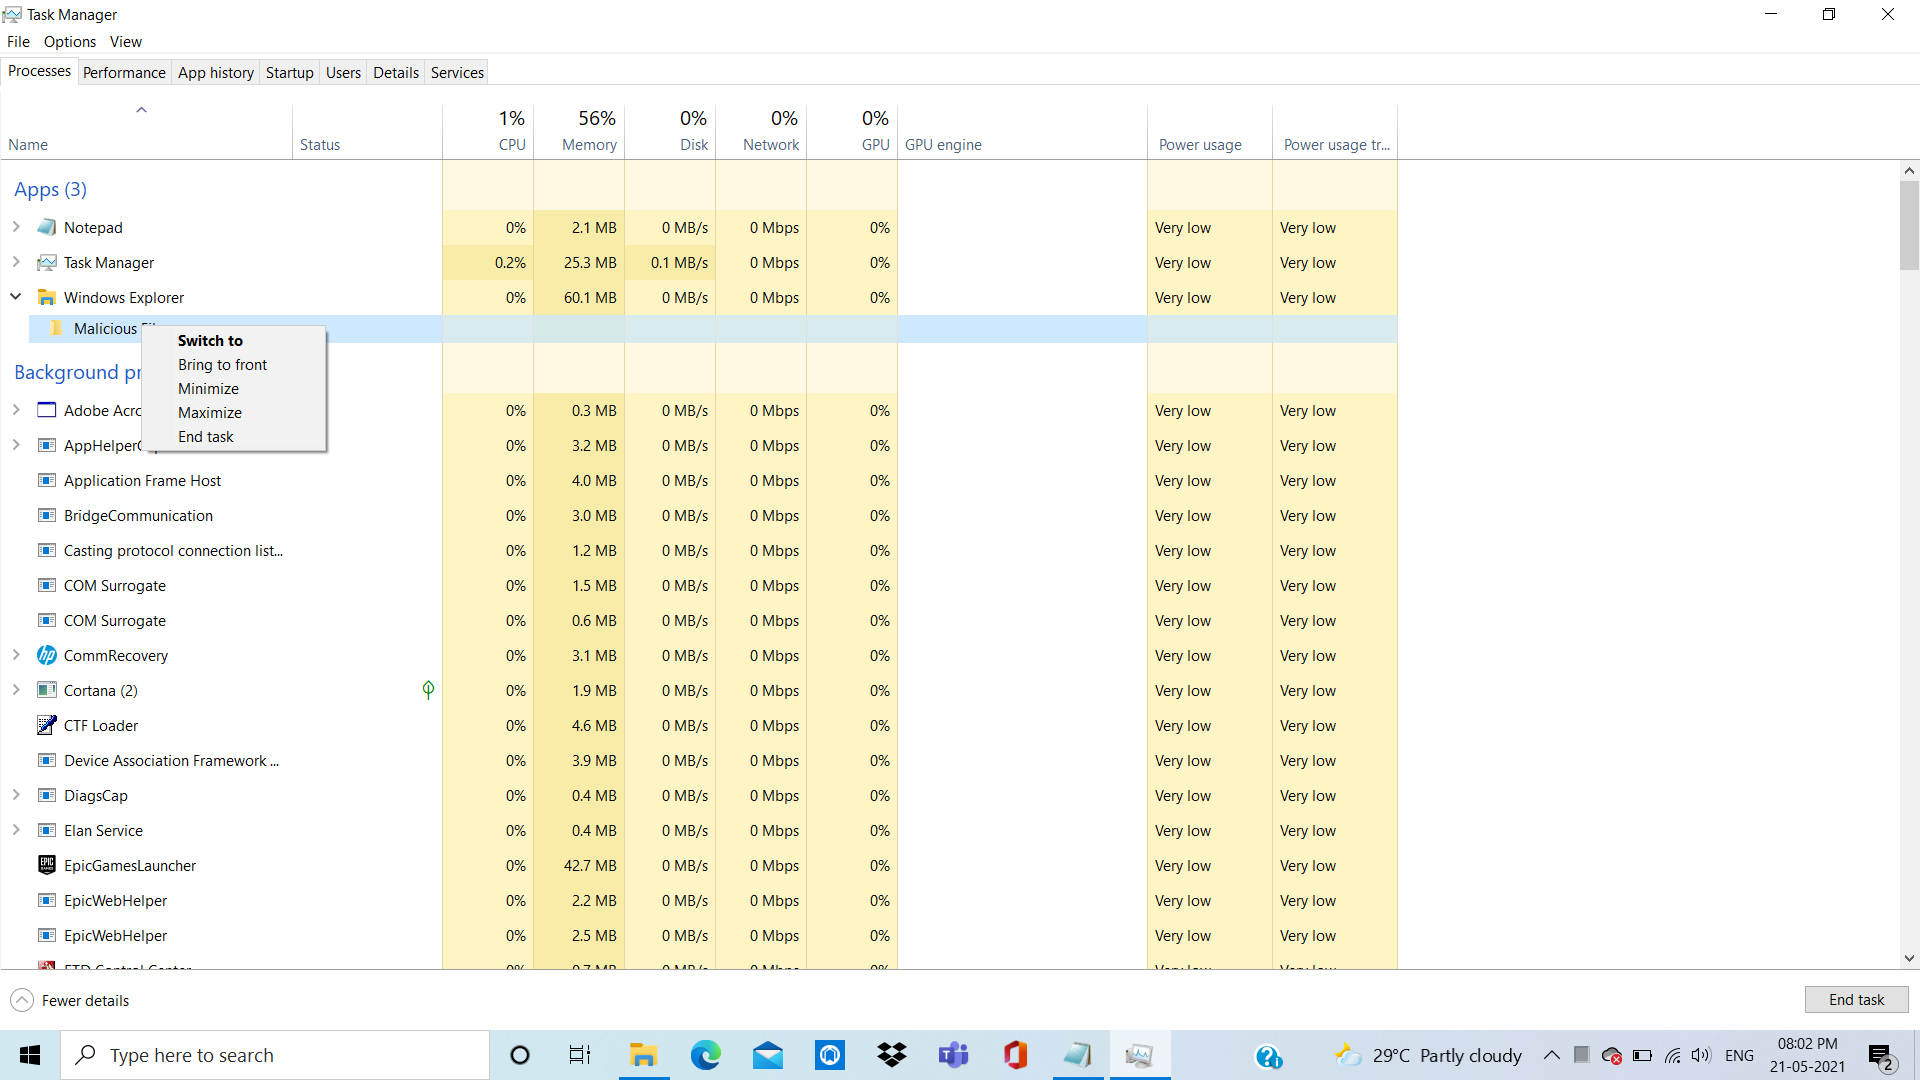 Task Manager
File Options View
Processes Performance App history Startup Users Details Services
1% 56% 0% 0% 0%
Name Status CPU Memory Disk Network GPU GPU engine Power usage Power usage tr...
Apps (3)
Notepad 0% 2.1 MB 0 MB/s 0 Mbps 0% Very low Very low
Task Manager 0.2% 25.3 MB 0.1 MB/s 0 Mbps 0% Very low Very low
Windows Explorer 0% 60.1 MB 0 MB/s 0 Mbps 0% Very low Very low
Malicious
Switch to
Bring to front
Minimize
Maximize
End task
Background
Adobe 0% 0.3 MB 0 MB/s 0 Mbps 0% Very low Very low
0% 3.2 MB 0 MB/s 0 Mbps 0% Very low Very low
Application Frame Host 0% 4.0 MB 0 MB/s 0 Mbps 0% Very low Very low
BridgeCommunication 0% 3.0 MB 0 MB/s 0 Mbps 0% Very low Very low
Casting protocol connection list... 0% 1.2 MB 0 MB/s 0 Mbps 0% Very low Very low
COM Surrogate 0% 1.5 MB 0 MB/s 0 Mbps 0% Very low Very low
COM Surrogate 0% 0.6 MB 0 MB/s 0 Mbps 0% Very low Very low
hp CommRecovery 0% 3.1 MB 0 MB/s 0 Mbps 0% Very low Very low
Cortana (2) 0% 1.9 MB 0 MB/s 0 Mbps 0% Very low Very low
CTF Loader 0% 4.6 MB 0 MB/s 0 Mbps 0% Very low Very low
Device Association Framework ... 0% 3.9 MB 0 MB/s 0 Mbps 0% Very low Very low
DiagsCap 0% 0.4 MB 0 MB/s 0 Mbps 0% Very low Very low
Elan Service 0% 0.4 MB 0 MB/s 0 Mbps 0% Very low Very low
EpicGamesLauncher 0% 42.7 MB 0 MB/s 0 Mbps 0% Very low Very low
EpicWebHelper 0% 2.2 MB 0 MB/s 0 Mbps 0% Very low Very low
EpicWebHelper 0% 2.5 MB 0 MB/s 0 Mbps 0% Very low Very low
Fewer details End task
Type here to search 29°C Partly cloudy ENG 08:02 PM
21-05-2021 2